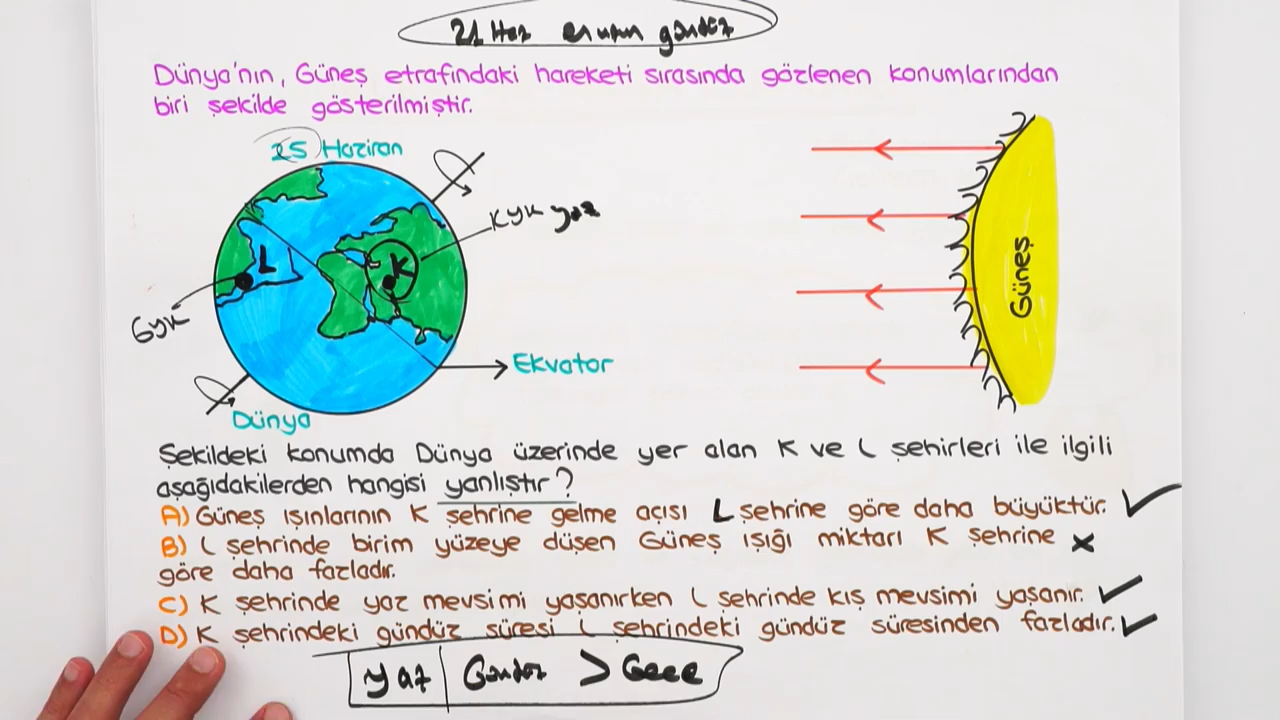 21 Haz en uzun gündüz
Dünya'nın, Güneş etrafındaki hareketi sırasında gözlenen konumlarından
biri şekilde gösterilmiştir.
25 Haziran
KYK yaz
L
K
Güneş
GYK
Ekvator
Dünya
Şekildeki konumda Dünya üzerinde yer alan K ve L şehirleri ile ilgili
aşağıdakilerden hangisi yanlıştır?
A) Güneş ışınlarının K şehrine gelme açısı L şehrine göre daha büyüktür.
B) L şehrinde birim yüzeye düşen Güneş ışığı miktarı K şehrine
göre daha fazladır.
C) K şehrinde yaz mevsimi yaşanırken L şehrinde kış mevsimi yaşanır.
D) K şehrindeki gündüz süresi L şehrindeki gündüz süresinden fazladır.
yaz Gündüz > Gece